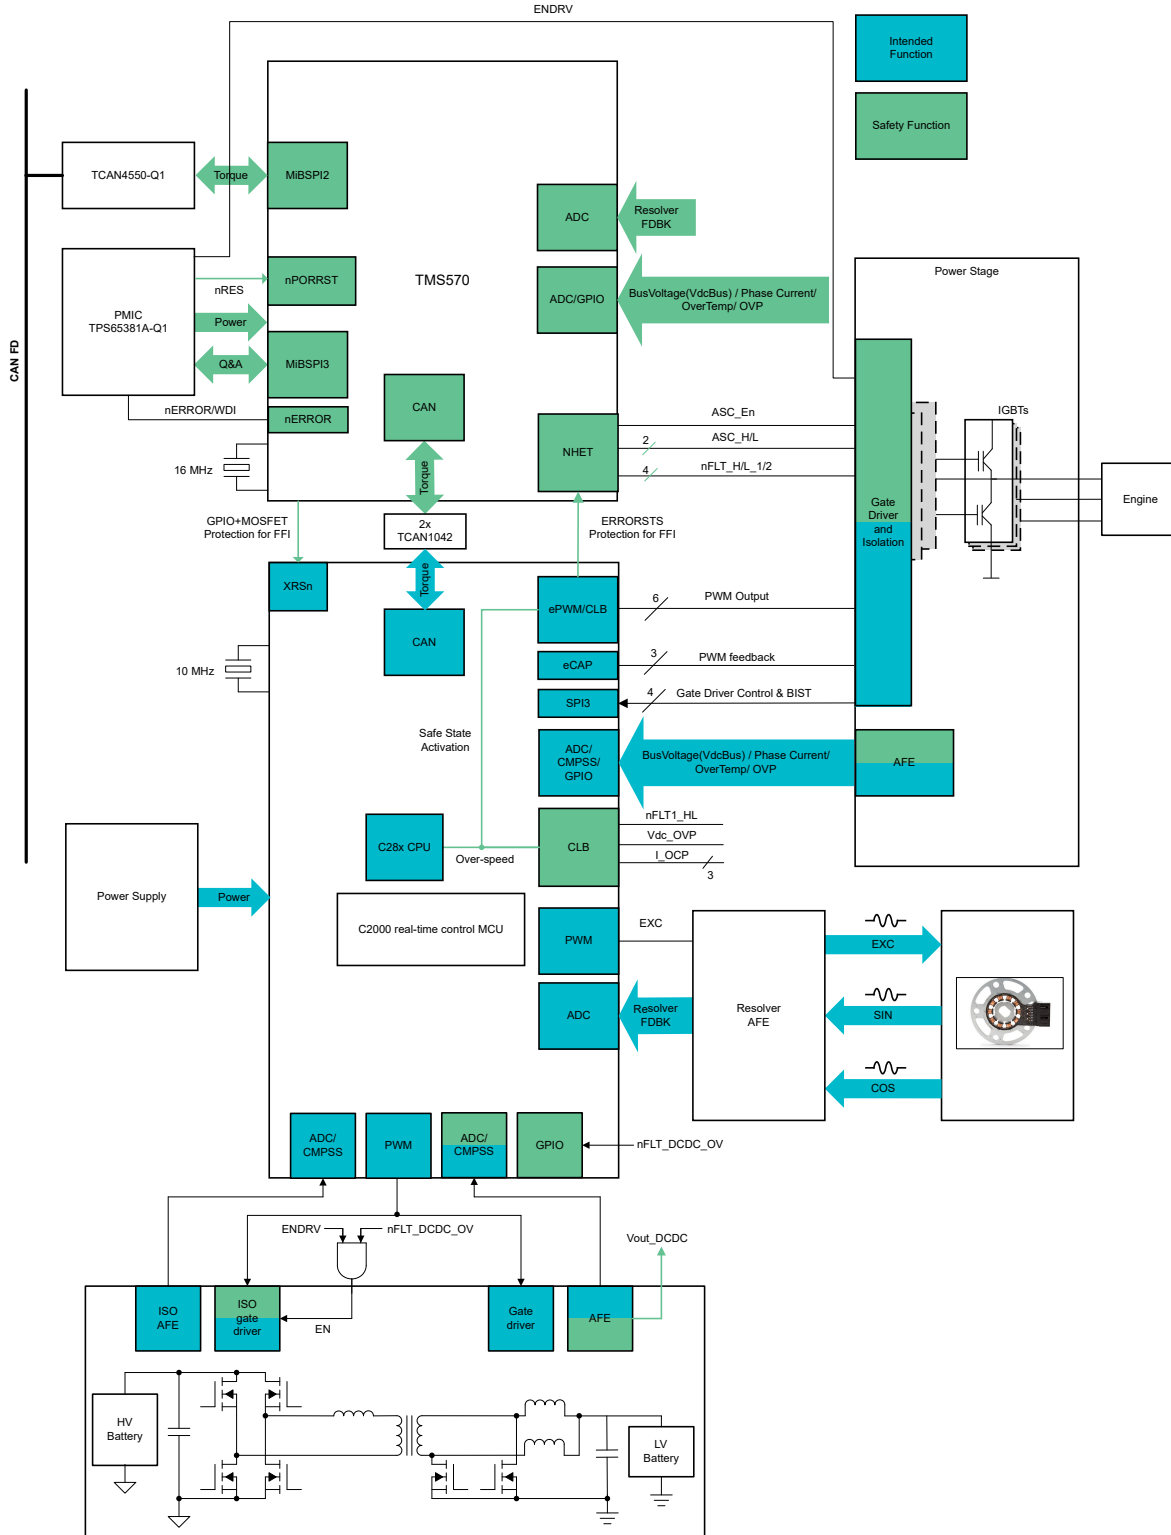 ENDRV
Intended
Function
Safety Function
CAN FD
TCAN4550-Q1
Torque
MiBSPI2
PMIC
TPS65381A-Q1
nRES
nPORRST
Power
Q&A
MiBSPI3
nERROR/WDI
nERROR
16 MHz
TMS570
ADC
Resolver
FDBK
ADC/GPIO
BusVoltage(VdcBus) / Phase Current/
OverTemp/ OVP
CAN
Torque
NHET
ASC_En
2
ASC_H/L
4
nFLT_H/L_1/2
Power Stage
Gate
Driver
and
Isolation
IGBTs
Engine
GPIO+MOSFET
Protection for FFI
2x
TCAN1042
ERRORSTS
Protection for FFI
XRSn
Torque
CAN
10 MHz
ePWM/CLB
6
PWM Output
eCAP
3
PWM feedback
SPI3
4
Gate Driver Control & BIST
Safe State
Activation
ADC/
CMPSS/
GPIO
BusVoltage(VdcBus) / Phase Current/
OverTemp/ OVP
AFE
C28x CPU
Over-speed
CLB
nFLT1_HL
Vdc_OVP
I_OCP
3
Power Supply
Power
C2000 real-time control MCU
PWM
EXC
ADC
Resolver
FDBK
Resolver
AFE
EXC
SIN
COS
ADC/
CMPSS
PWM
ADC/
CMPSS
GPIO
nFLT_DCDC_OV
ENDRV
nFLT_DCDC_OV
Vout_DCDC
ISO
AFE
ISO
gate
driver
EN
Gate
driver
AFE
HV
Battery
LV
Battery